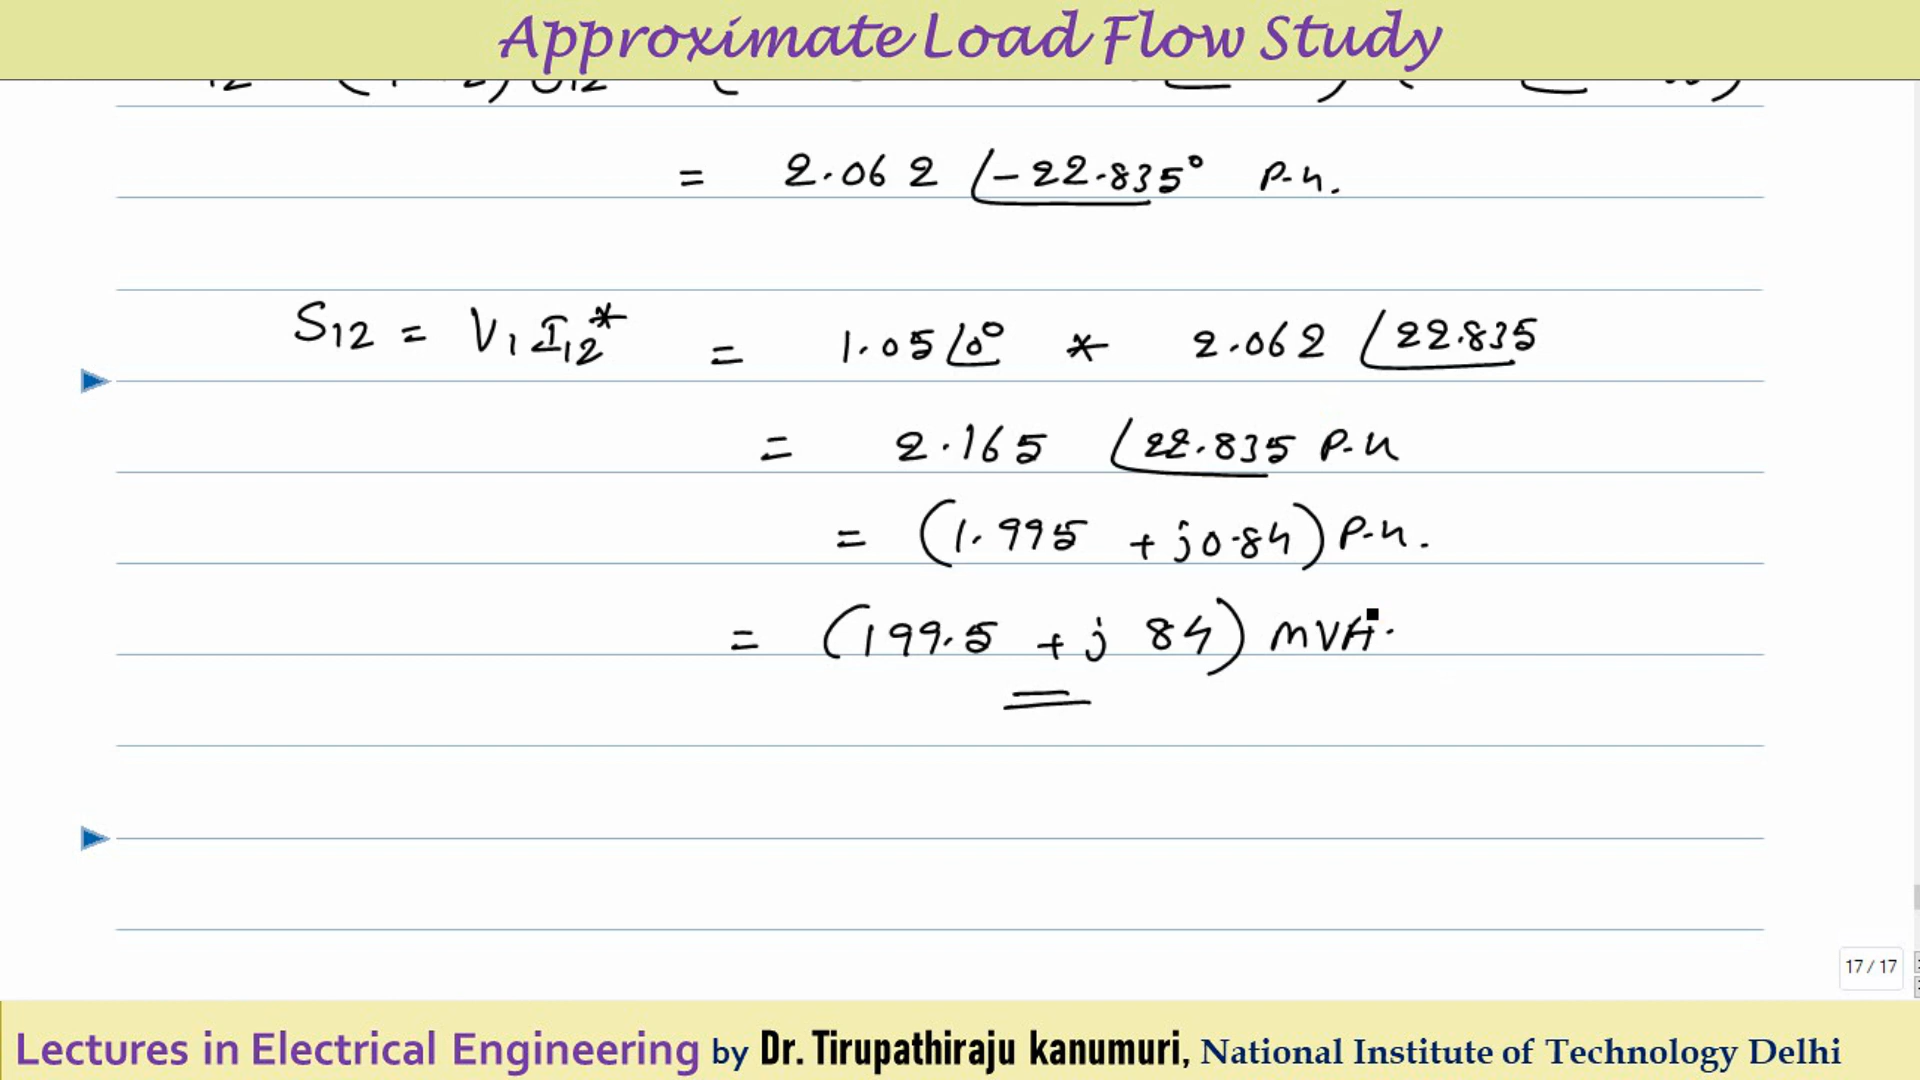 Approximate Load Flow Study
= 2.062 ∠-22.835° p.u.
S12 = V1 I12* = 1.05∠0° * 2.062 ∠22.835
= 2.165 ∠22.835 p.u
= (1.995 + j0.84) p.u.
= (199.5 + j 84) MVA.
17 / 17
Lectures in Electrical Engineering by Dr. Tirupathiraju kanumuri, National Institute of Technology Delhi